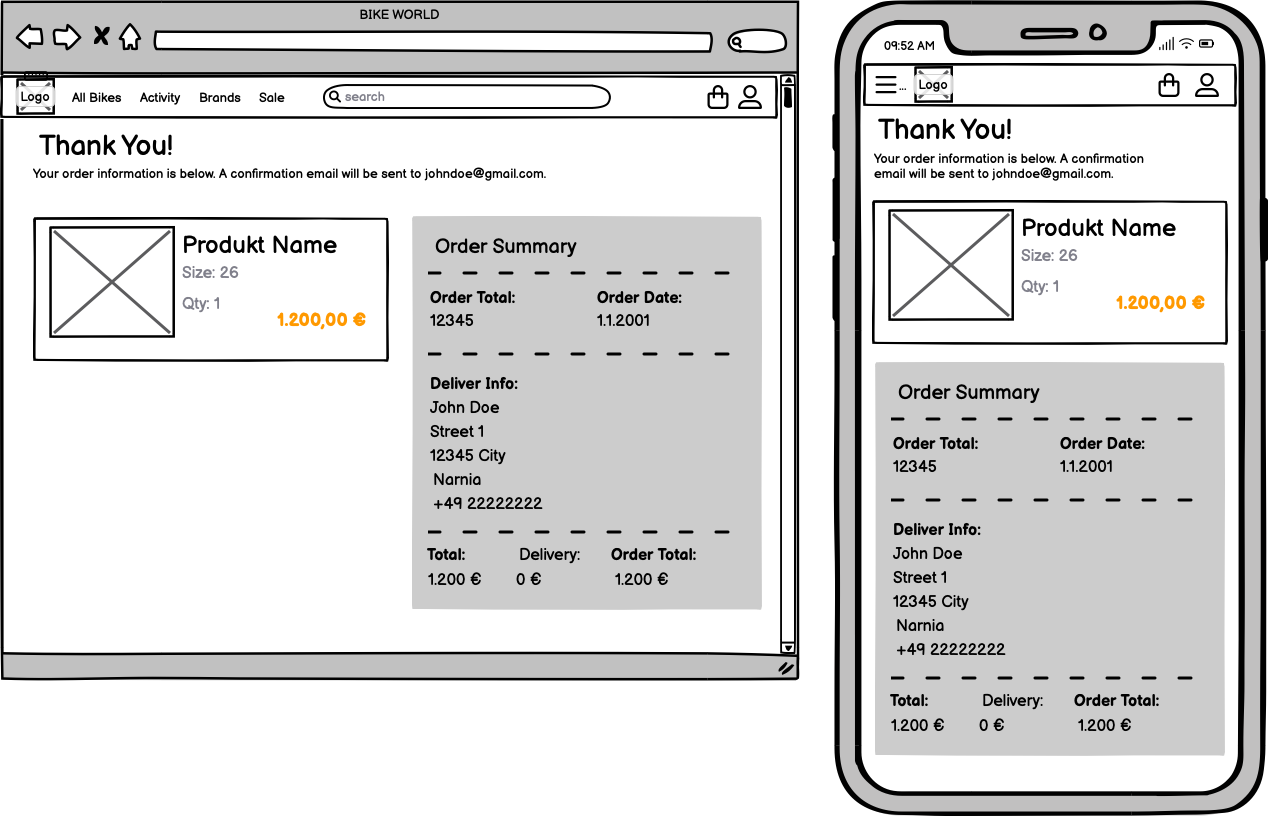 BIKE WORLD
Logo
All Bikes
Activity
Brands
Sale
search
Thank You!
Your order information is below. A confirmation email will be sent to johndoe@gmail.com.
Produkt Name
Size: 26
Qty: 1
1.200,00 €
Order Summary
Order Total: Order Date:
12345 1.1.2001
Deliver Info:
John Doe
Street 1
12345 City
Narnia
+49 22222222
Total: Delivery: Order Total:
1.200 € 0 € 1.200 €
09:52 AM
... Logo
Thank You!
Your order information is below. A confirmation
email will be sent to johndoe@gmail.com.
Produkt Name
Size: 26
Qty: 1
1.200,00 €
Order Summary
Order Total: Order Date:
12345 1.1.2001
Deliver Info:
John Doe
Street 1
12345 City
Narnia
+49 22222222
Total: Delivery: Order Total:
1.200 € 0 € 1.200 €